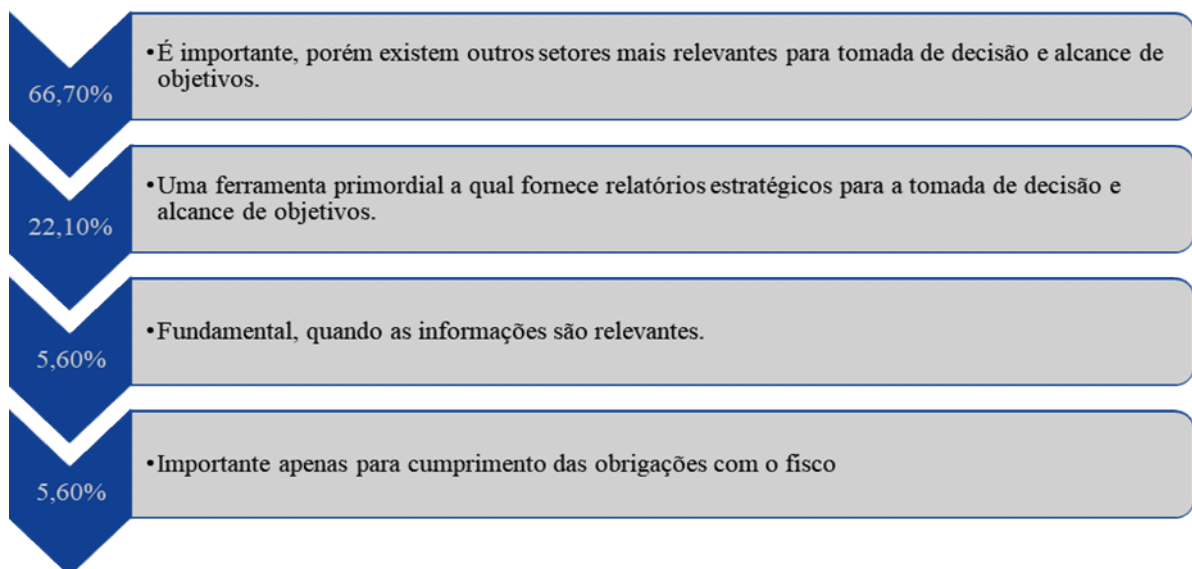 •É importante, porém existem outros setores mais relevantes para tomada de decisão e alcance de
objetivos.
66,70%
•Uma ferramenta primordial a qual fornece relatórios estratégicos para a tomada de decisão e
alcance de objetivos.
22,10%
•Fundamental, quando as informações são relevantes.
5,60%
•Importante apenas para cumprimento das obrigações com o fisco
5,60%